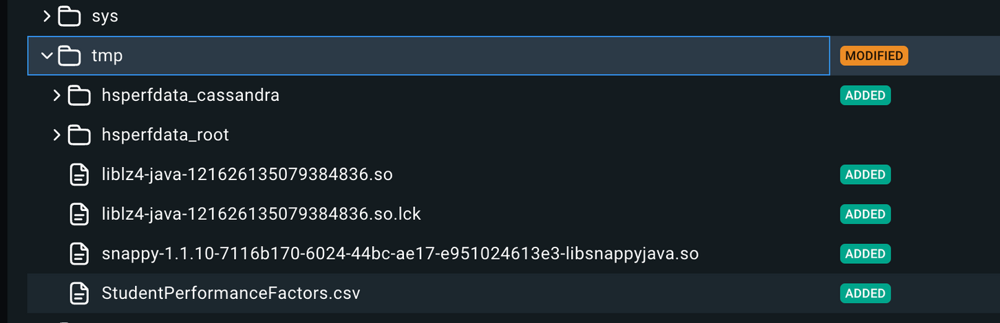 sys
tmp MODIFIED
hsperfdata_cassandra ADDED
hsperfdata_root
liblz4-java-121626135079384836.so ADDED
liblz4-java-121626135079384836.so.lck ADDED
snappy-1.1.10-7116b170-6024-44bc-ae17-e951024613e3-libsnappyjava.so ADDED
StudentPerformanceFactors.csv ADDED